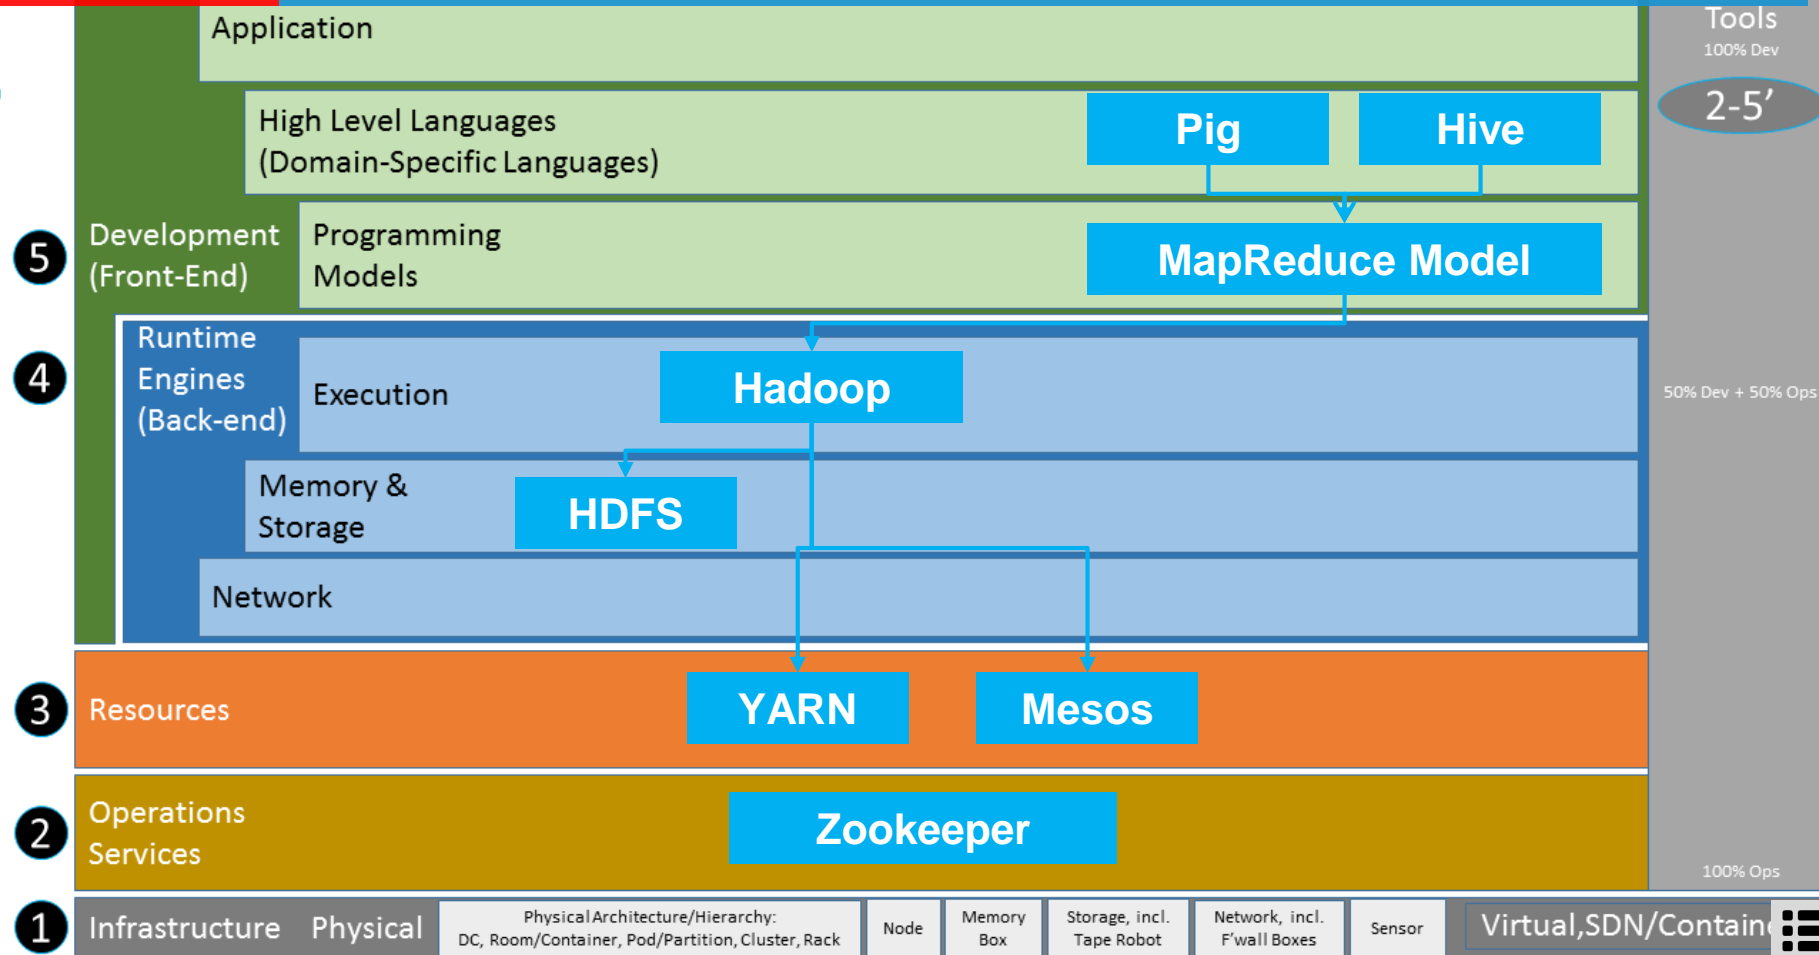 Application
Tools
100% Dev
High Level Languages
(Domain-Specific Languages)
Pig
Hive
2-5'
5
Development
(Front-End)
Programming
Models
MapReduce Model
4
Runtime
Engines
(Back-end)
Execution
Hadoop
50% Dev + 50% Ops
Memory &
Storage
HDFS
Network
3
Resources
YARN
Mesos
2
Operations
Services
Zookeeper
100% Ops
1
Infrastructure
Physical
Physical Architecture/Hierarchy:
DC, Room/Container, Pod/Partition, Cluster, Rack
Node
Memory
Box
Storage, incl.
Tape Robot
Network, incl.
F'wall Boxes
Sensor
Virtual,SDN/Contain